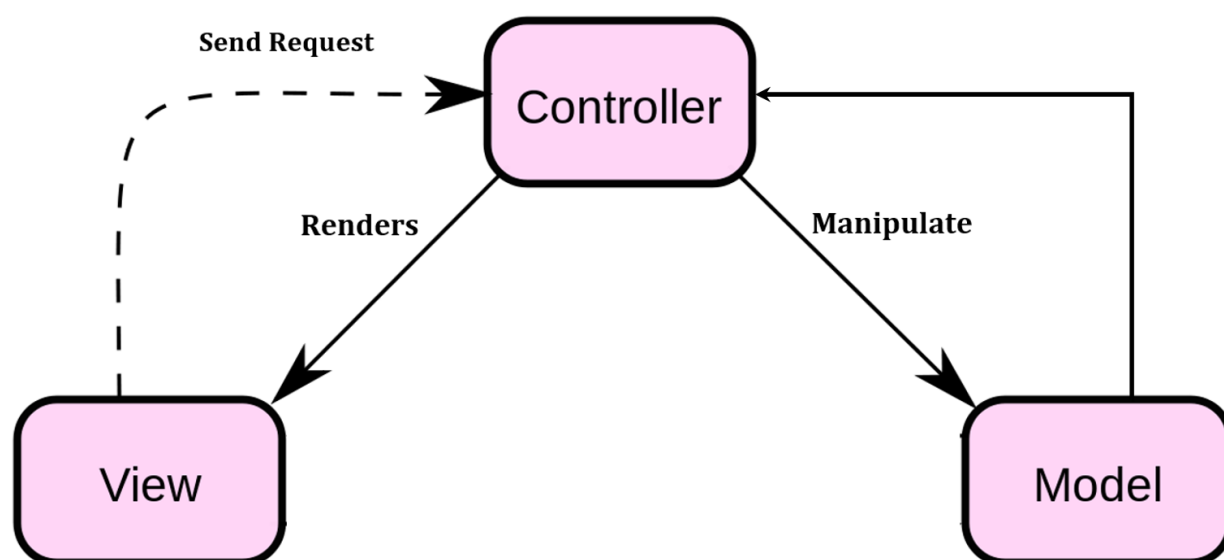 Send Request
Controller
Renders
Manipulate
View
Model